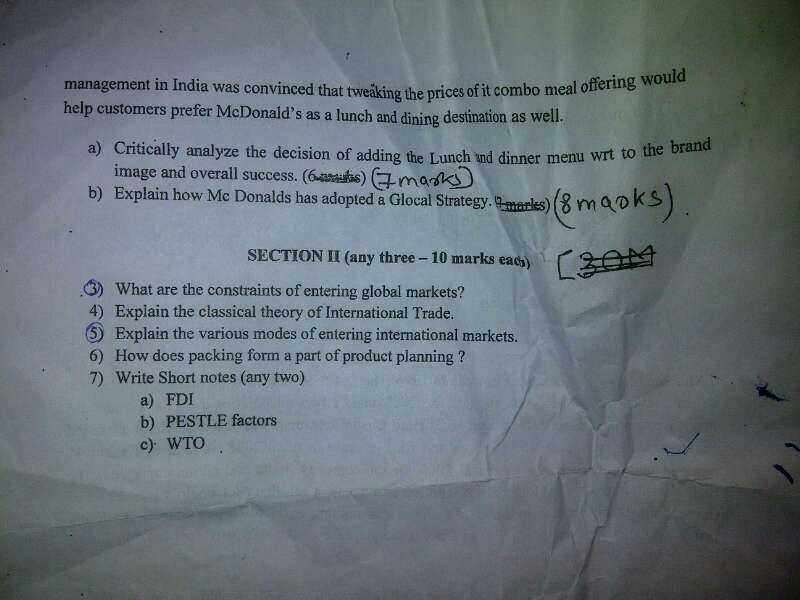 management in India was convinced that tweaking the prices of it combo meal offering would
help customers prefer McDonald's as a lunch and dining destination as well.
a) Critically analyze the decision of adding the Lunch and dinner menu wrt to the brand
image and overall success. (6 marks) (7 marks)
b) Explain how Mc Donalds has adopted a Glocal Strategy. (7 marks) (8 marks).
SECTION II (any three – 10 marks each) [30M
3) What are the constraints of entering global markets?
4) Explain the classical theory of International Trade.
5) Explain the various modes of entering international markets.
6) How does packing form a part of product planning ?
7) Write Short notes (any two)
a) FDI
b) PESTLE factors
c) WTO